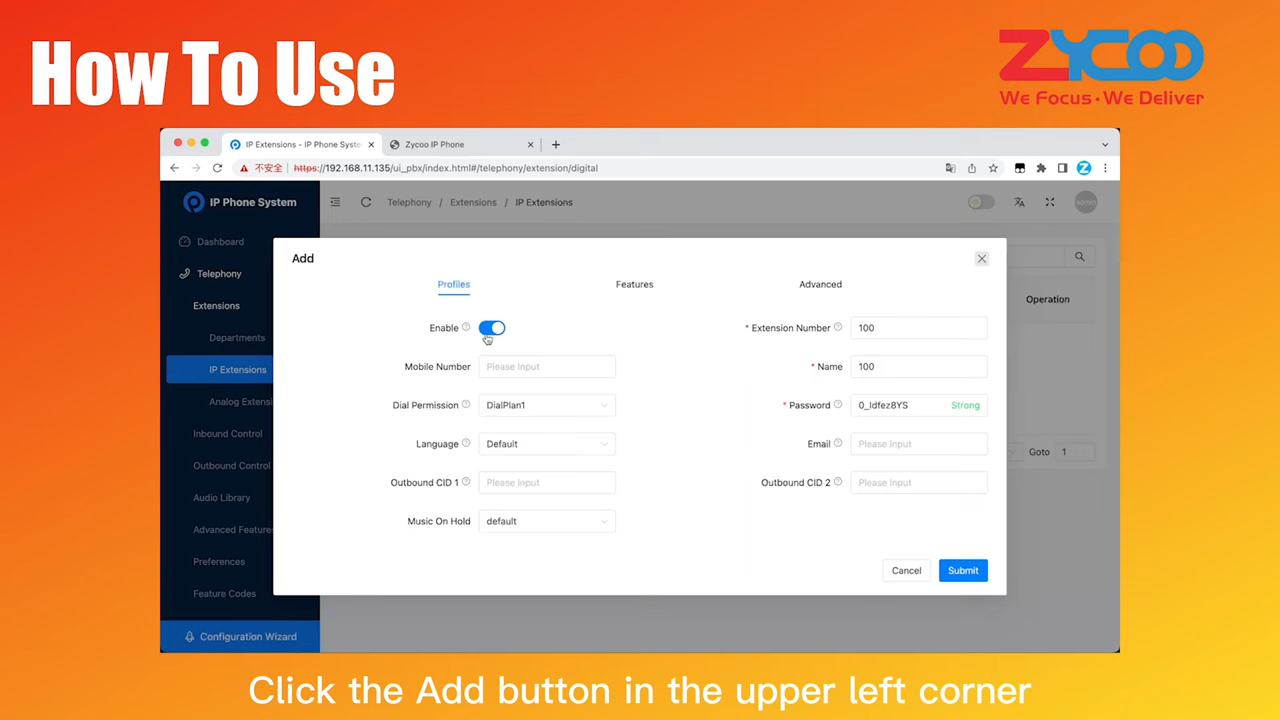 How To Use
ZYCOO
We Focus·We Deliver
IP Extensions - IP Phone Syste
Zycoo IP Phone
不安全 https://192.168.11.135/ui_pbx/index.html#/telephony/extension/digital
IP Phone System
Telephony / Extensions / IP Extensions
admin
Dashboard
Telephony
Extensions
Departments
IP Extensions
Analog Extensi
Inbound Control
Outbound Control
Audio Library
Advanced Features
Preferences
Feature Codes
Configuration Wizard
Operation
Goto 1
Add
Profiles Features Advanced
Enable
* Extension Number 100
Mobile Number Please Input
* Name 100
Dial Permission DialPlan1
* Password 0_Idfez8YS Strong
Language Default
Email Please Input
Outbound CID 1 Please Input
Outbound CID 2 Please Input
Music On Hold default
Cancel Submit
Click the Add button in the upper left corner